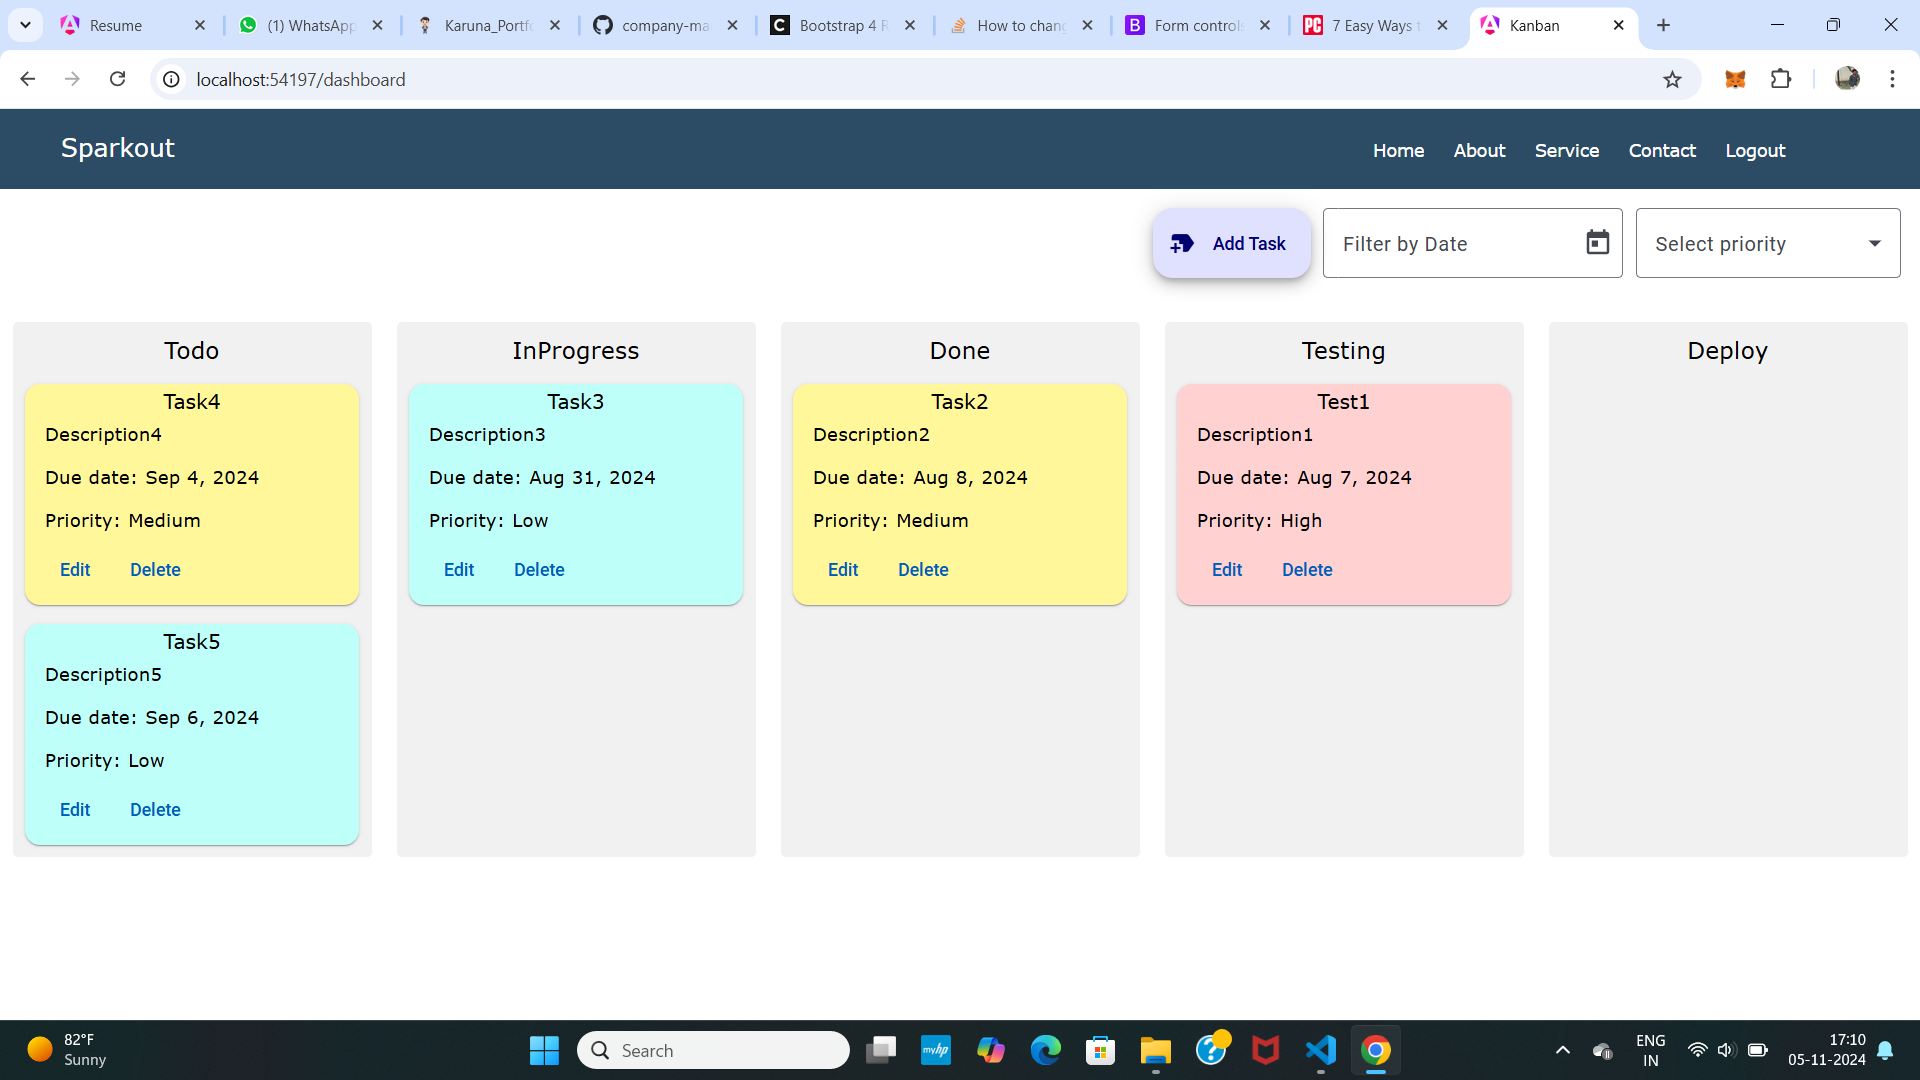 Resume
(1) WhatsApp
Karuna_Portfo
company-ma
Bootstrap 4 R
How to chang
Form control
7 Easy Ways t
Kanban
localhost:54197/dashboard
Sparkout
Home
About
Service
Contact
Logout
Add Task
Filter by Date
Select priority
Todo
Task4
Description4
Due date: Sep 4, 2024
Priority: Medium
Edit Delete
Task5
Description5
Due date: Sep 6, 2024
Priority: Low
Edit Delete
InProgress
Task3
Description3
Due date: Aug 31, 2024
Priority: Low
Edit Delete
Done
Task2
Description2
Due date: Aug 8, 2024
Priority: Medium
Edit Delete
Testing
Test1
Description1
Due date: Aug 7, 2024
Priority: High
Edit Delete
Deploy
82°F
Sunny
Search
myhp
ENG
IN
17:10
05-11-2024